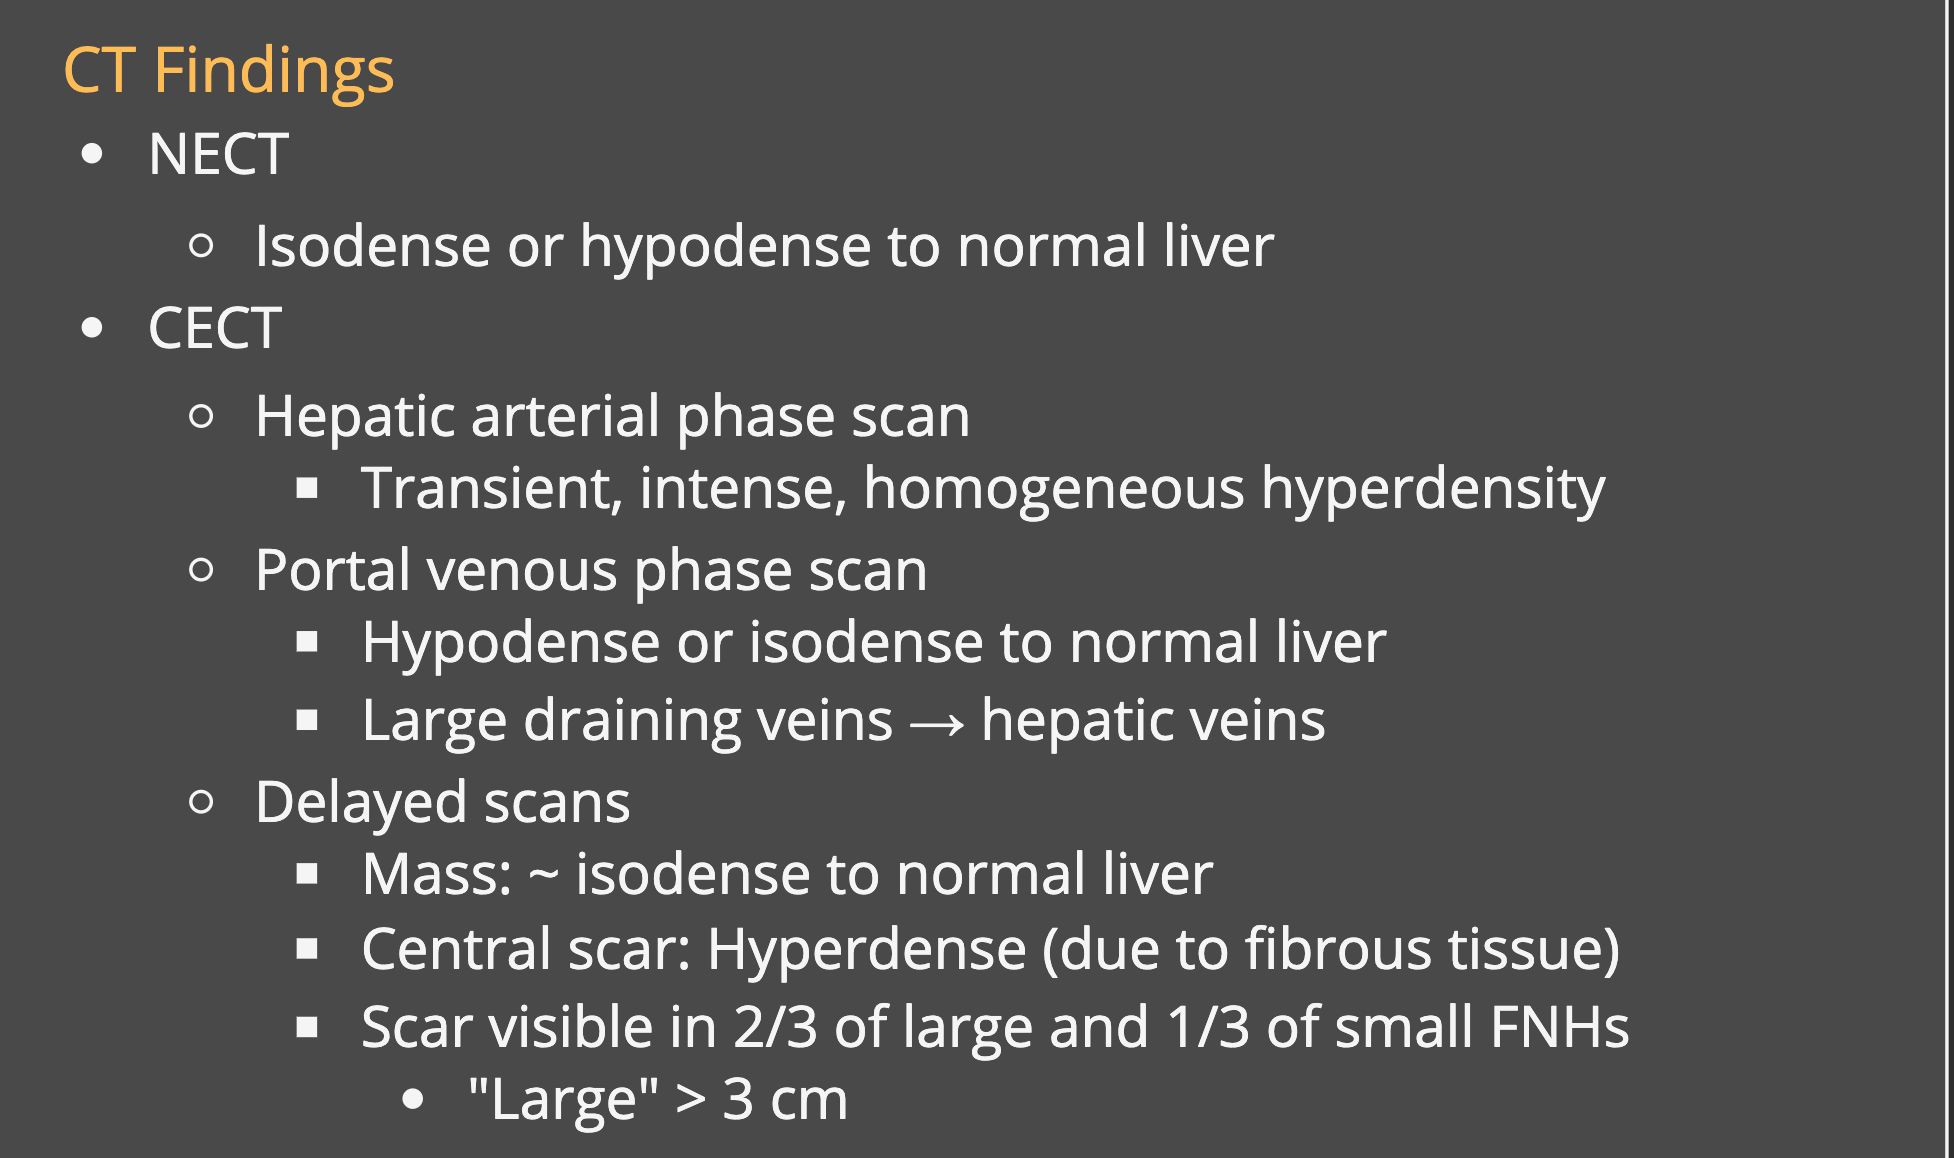 CT Findings
• NECT
○ Isodense or hypodense to normal liver
• CECT
○ Hepatic arterial phase scan
■ Transient, intense, homogeneous hyperdensity
○ Portal venous phase scan
■ Hypodense or isodense to normal liver
■ Large draining veins → hepatic veins
○ Delayed scans
■ Mass: ~ isodense to normal liver
■ Central scar: Hyperdense (due to fibrous tissue)
■ Scar visible in 2/3 of large and 1/3 of small FNHs
• "Large" > 3 cm